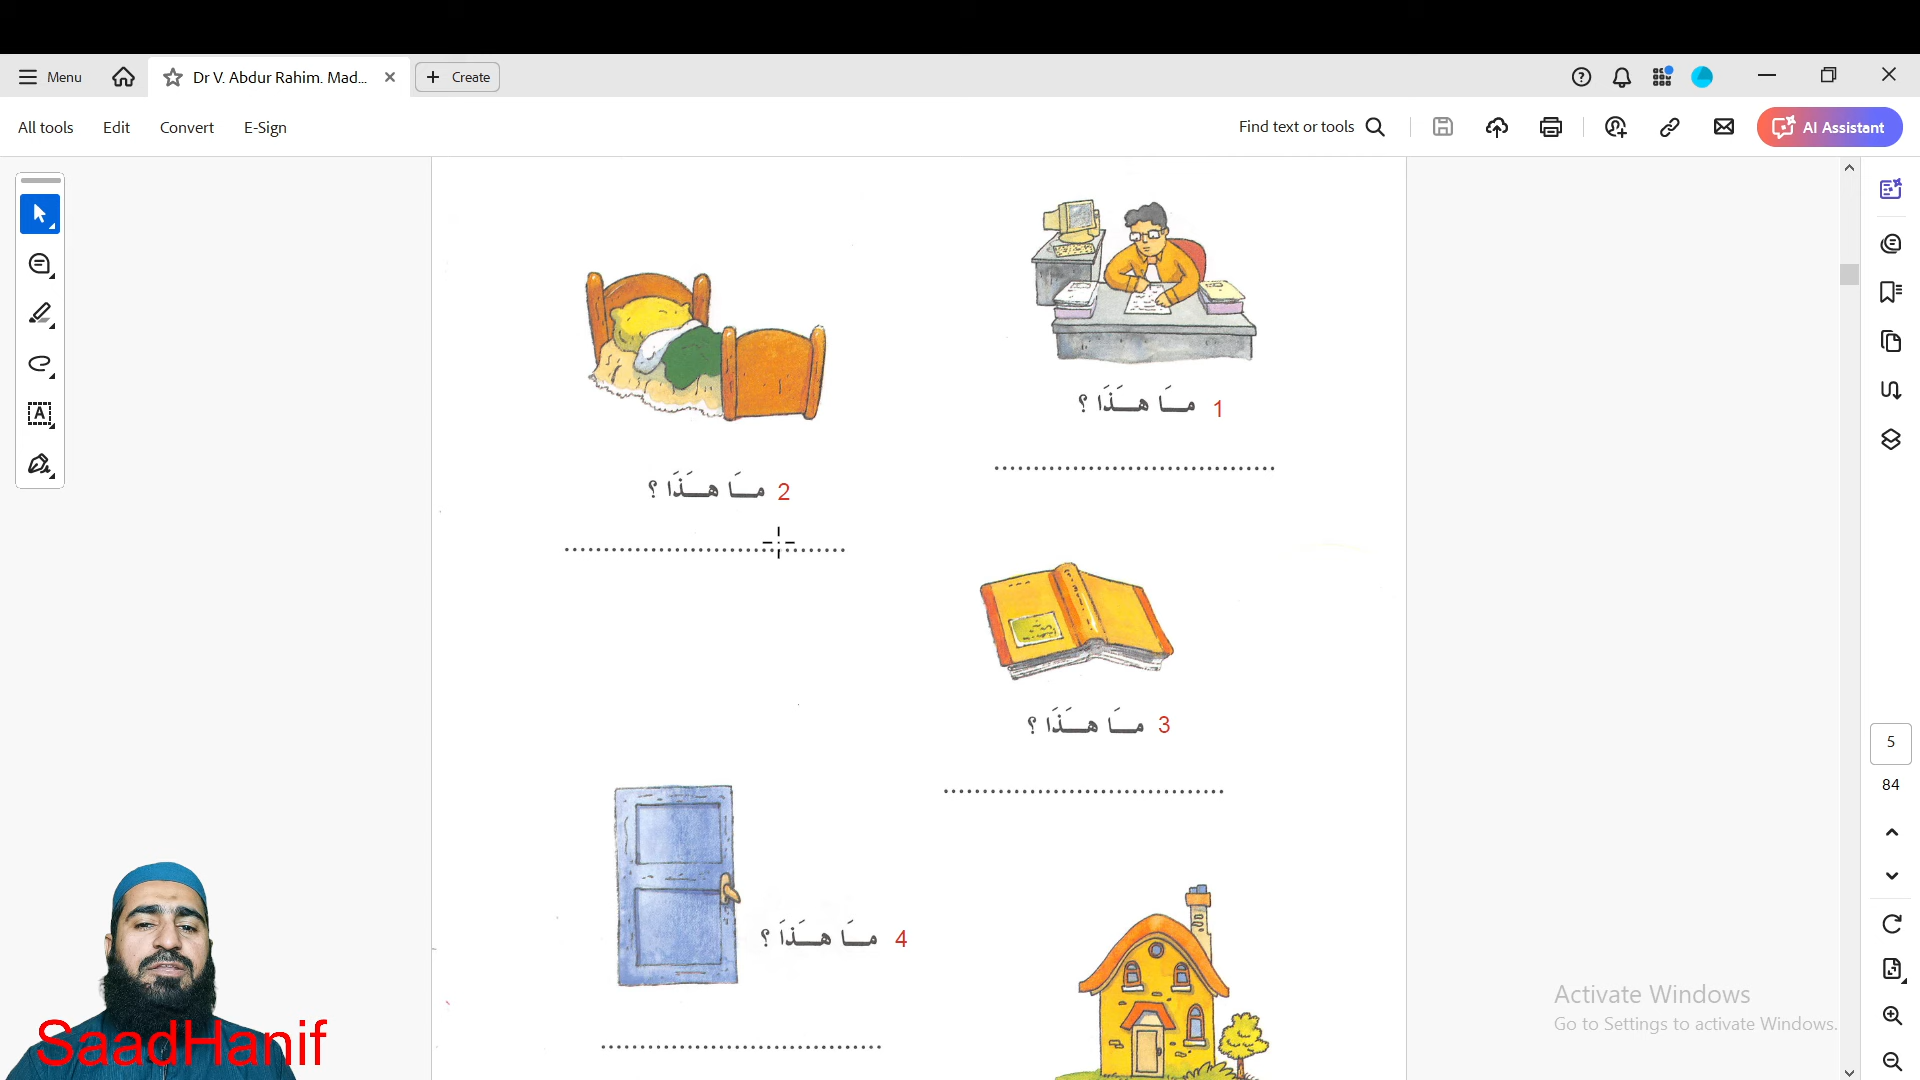 Menu
Dr V. Abdur Rahim. Mad...
Create
All tools
Edit
Convert
E-Sign
Find text or tools
AI Assistant
1 مَا هَذَا ؟
2 مَا هَذَا ؟
3 مَا هَذَا ؟
4 مَا هَذَا ؟
5
84
Activate Windows
Go to Settings to activate Windows.
SaadHanif